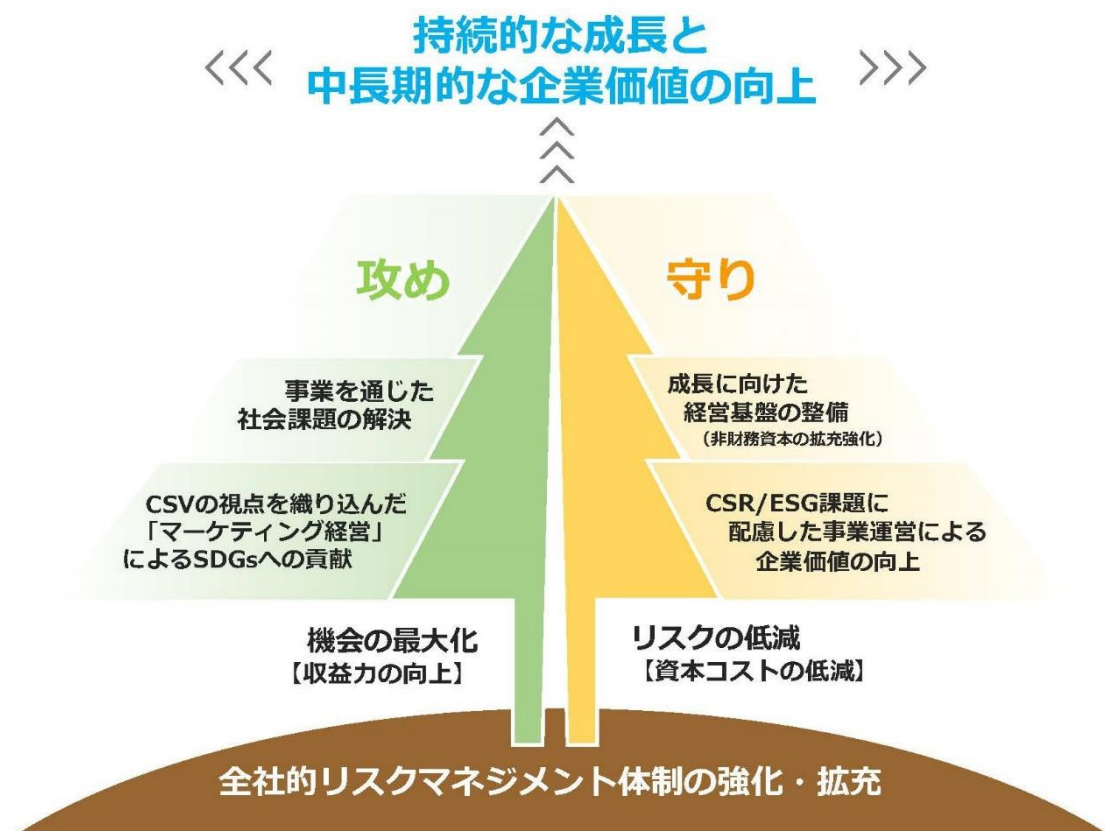 持続的な成長と
中長期的な企業価値の向上
攻め
事業を通じた
社会課題の解決
CSVの視点を織り込んだ
「マーケティング経営」
によるSDGsへの貢献
機会の最大化
【収益力の向上】
守り
成長に向けた
経営基盤の整備
(非財務資本の拡充強化)
CSR/ESG課題に
配慮した事業運営による
企業価値の向上
リスクの低減
【資本コストの低減】
全社的リスクマネジメント体制の強化・拡充